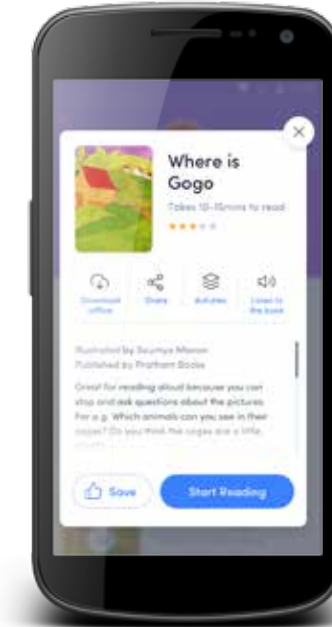 Where is
Gogo
Takes 10-15mins to read
Download
offline
Share
Activities
Listen to
the book
Illustrated by Soumya Menon
Published by Pratham Books
Great for reading aloud because you can
stop and ask questions about the pictures.
For e.g. Which animals can you see in their
cages? Do you think the cages are a little
Save
Start Reading